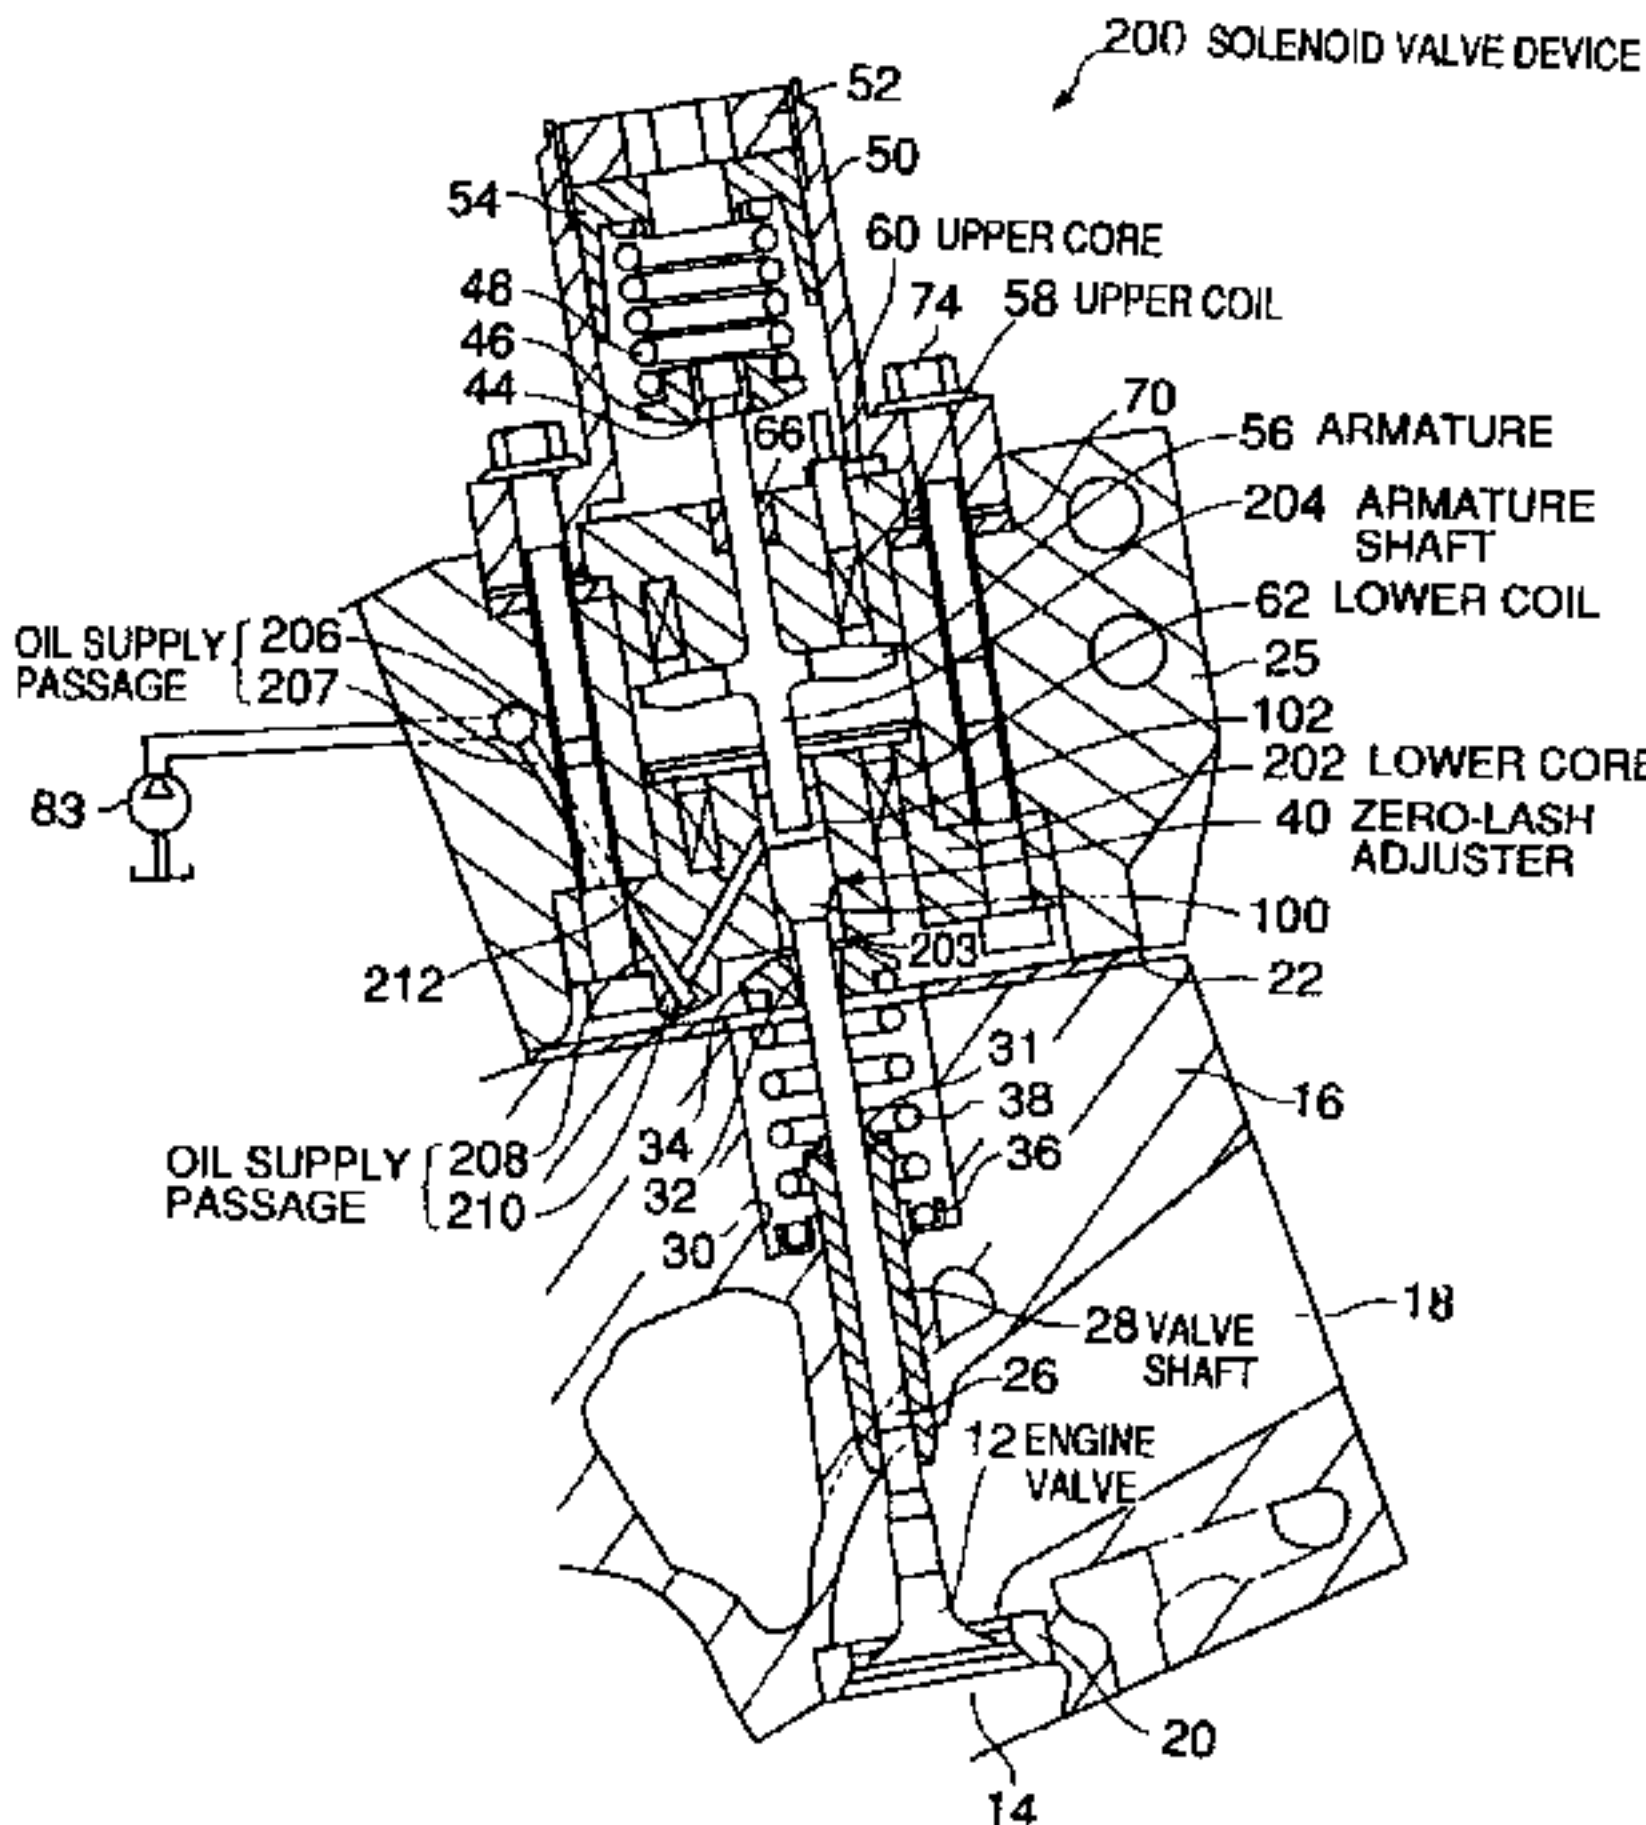 200 SOLENOID VALVE DEVICE
52
50
54
60 UPPER CORE
48
74
58 UPPER COIL
46
44
70
66
56 ARMATURE
204 ARMATURE
SHAFT
62 LOWER COIL
OIL SUPPLY
PASSAGE
206
207
25
102
202 LOWER CORE
83
40 ZERO-LASH
ADJUSTER
100
203
212
22
31
38
16
34
OIL SUPPLY
PASSAGE
208
210
32
36
30
18
28 VALVE
SHAFT
26
12 ENGINE
VALVE
20
14